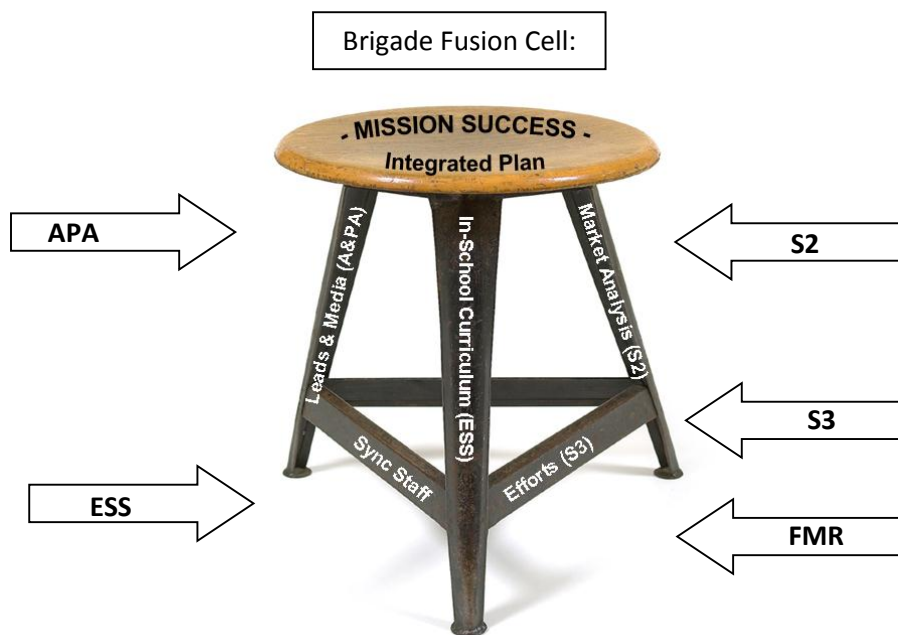 Brigade Fusion Cell:
- MISSION SUCCESS -
Integrated Plan
APA
Leads & Media (A&PA)
In-School Curriculum (ESS)
Market Analysis (S2)
S2
Sync Staff
Efforts (S3)
S3
ESS
FMR